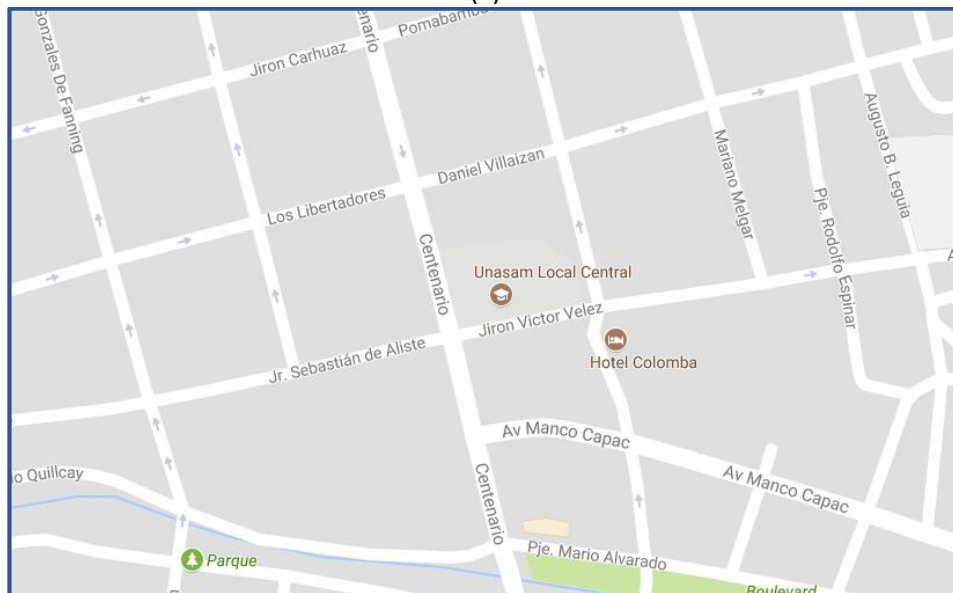 Gonzales De Fanning
Jiron Carhuaz
Pomabamba
Los Libertadores
Daniel Villaizan
Mariano Melgar
Augusto B. Leguia
Pje. Rodolfo Espinar
Centenario
Unasam Local Central
Jiron Victor Velez
Jr. Sebastián de Aliste
Hotel Colomba
Av Manco Capac
Av Manco Capac
Quillcay
Centenario
Pje. Mario Alvarado
Parque
Boulevard